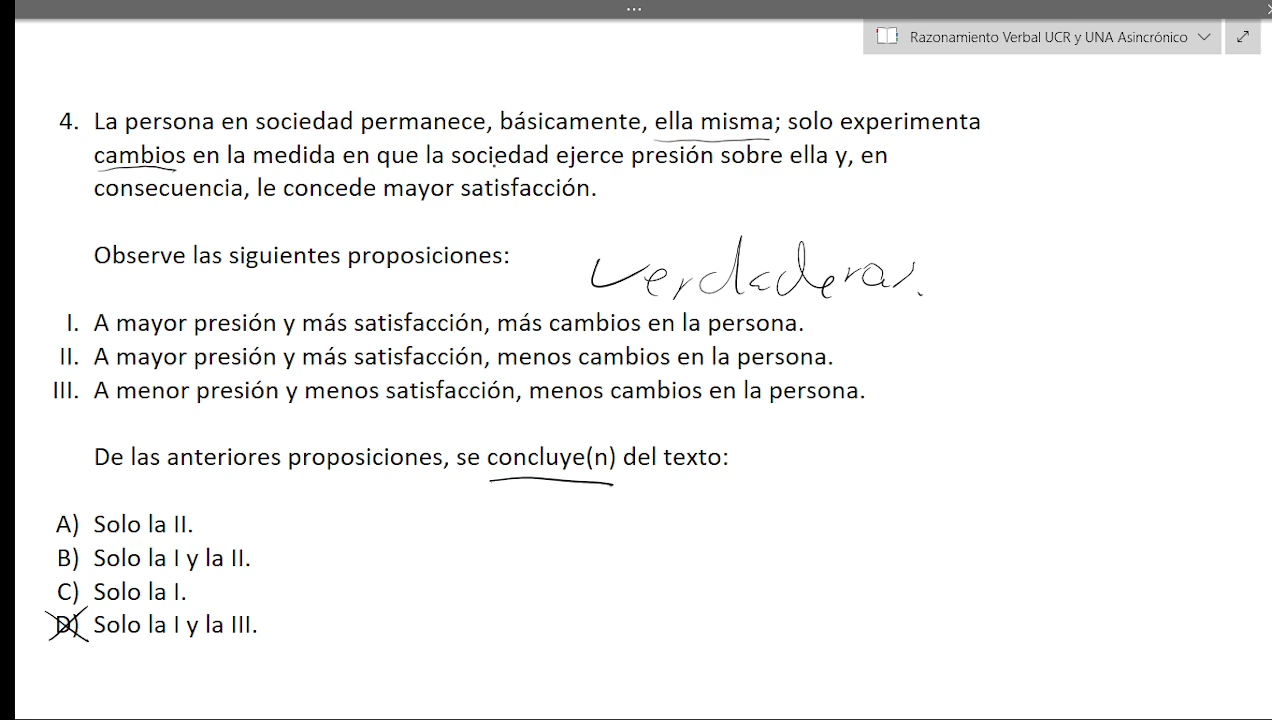 ...
Razonamiento Verbal UCR y UNA Asincrónico
4. La persona en sociedad permanece, básicamente, ella misma; solo experimenta
cambios en la medida en que la sociedad ejerce presión sobre ella y, en
consecuencia, le concede mayor satisfacción.
Observe las siguientes proposiciones:
verdaderas.
I. A mayor presión y más satisfacción, más cambios en la persona.
II. A mayor presión y más satisfacción, menos cambios en la persona.
III. A menor presión y menos satisfacción, menos cambios en la persona.
De las anteriores proposiciones, se concluye(n) del texto:
A) Solo la II.
B) Solo la I y la II.
C) Solo la I.
D) Solo la I y la III.